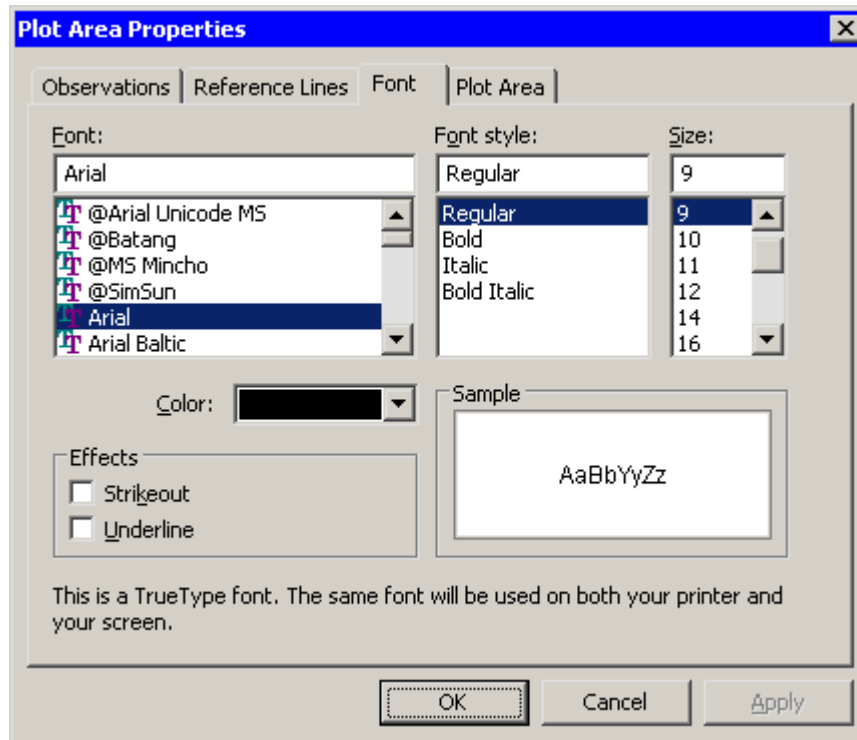 Plot Area Properties
Observations Reference Lines Font Plot Area
Font: Font style: Size:
Arial Regular 9
@Arial Unicode MS Regular 9
@Batang Bold 10
@MS Mincho Italic 11
@SimSun Bold Italic 12
Arial 14
Arial Baltic 16
Color: Sample
Effects AaBbYyZz
Strikeout
Underline
This is a TrueType font. The same font will be used on both your printer and
your screen.
OK Cancel Apply